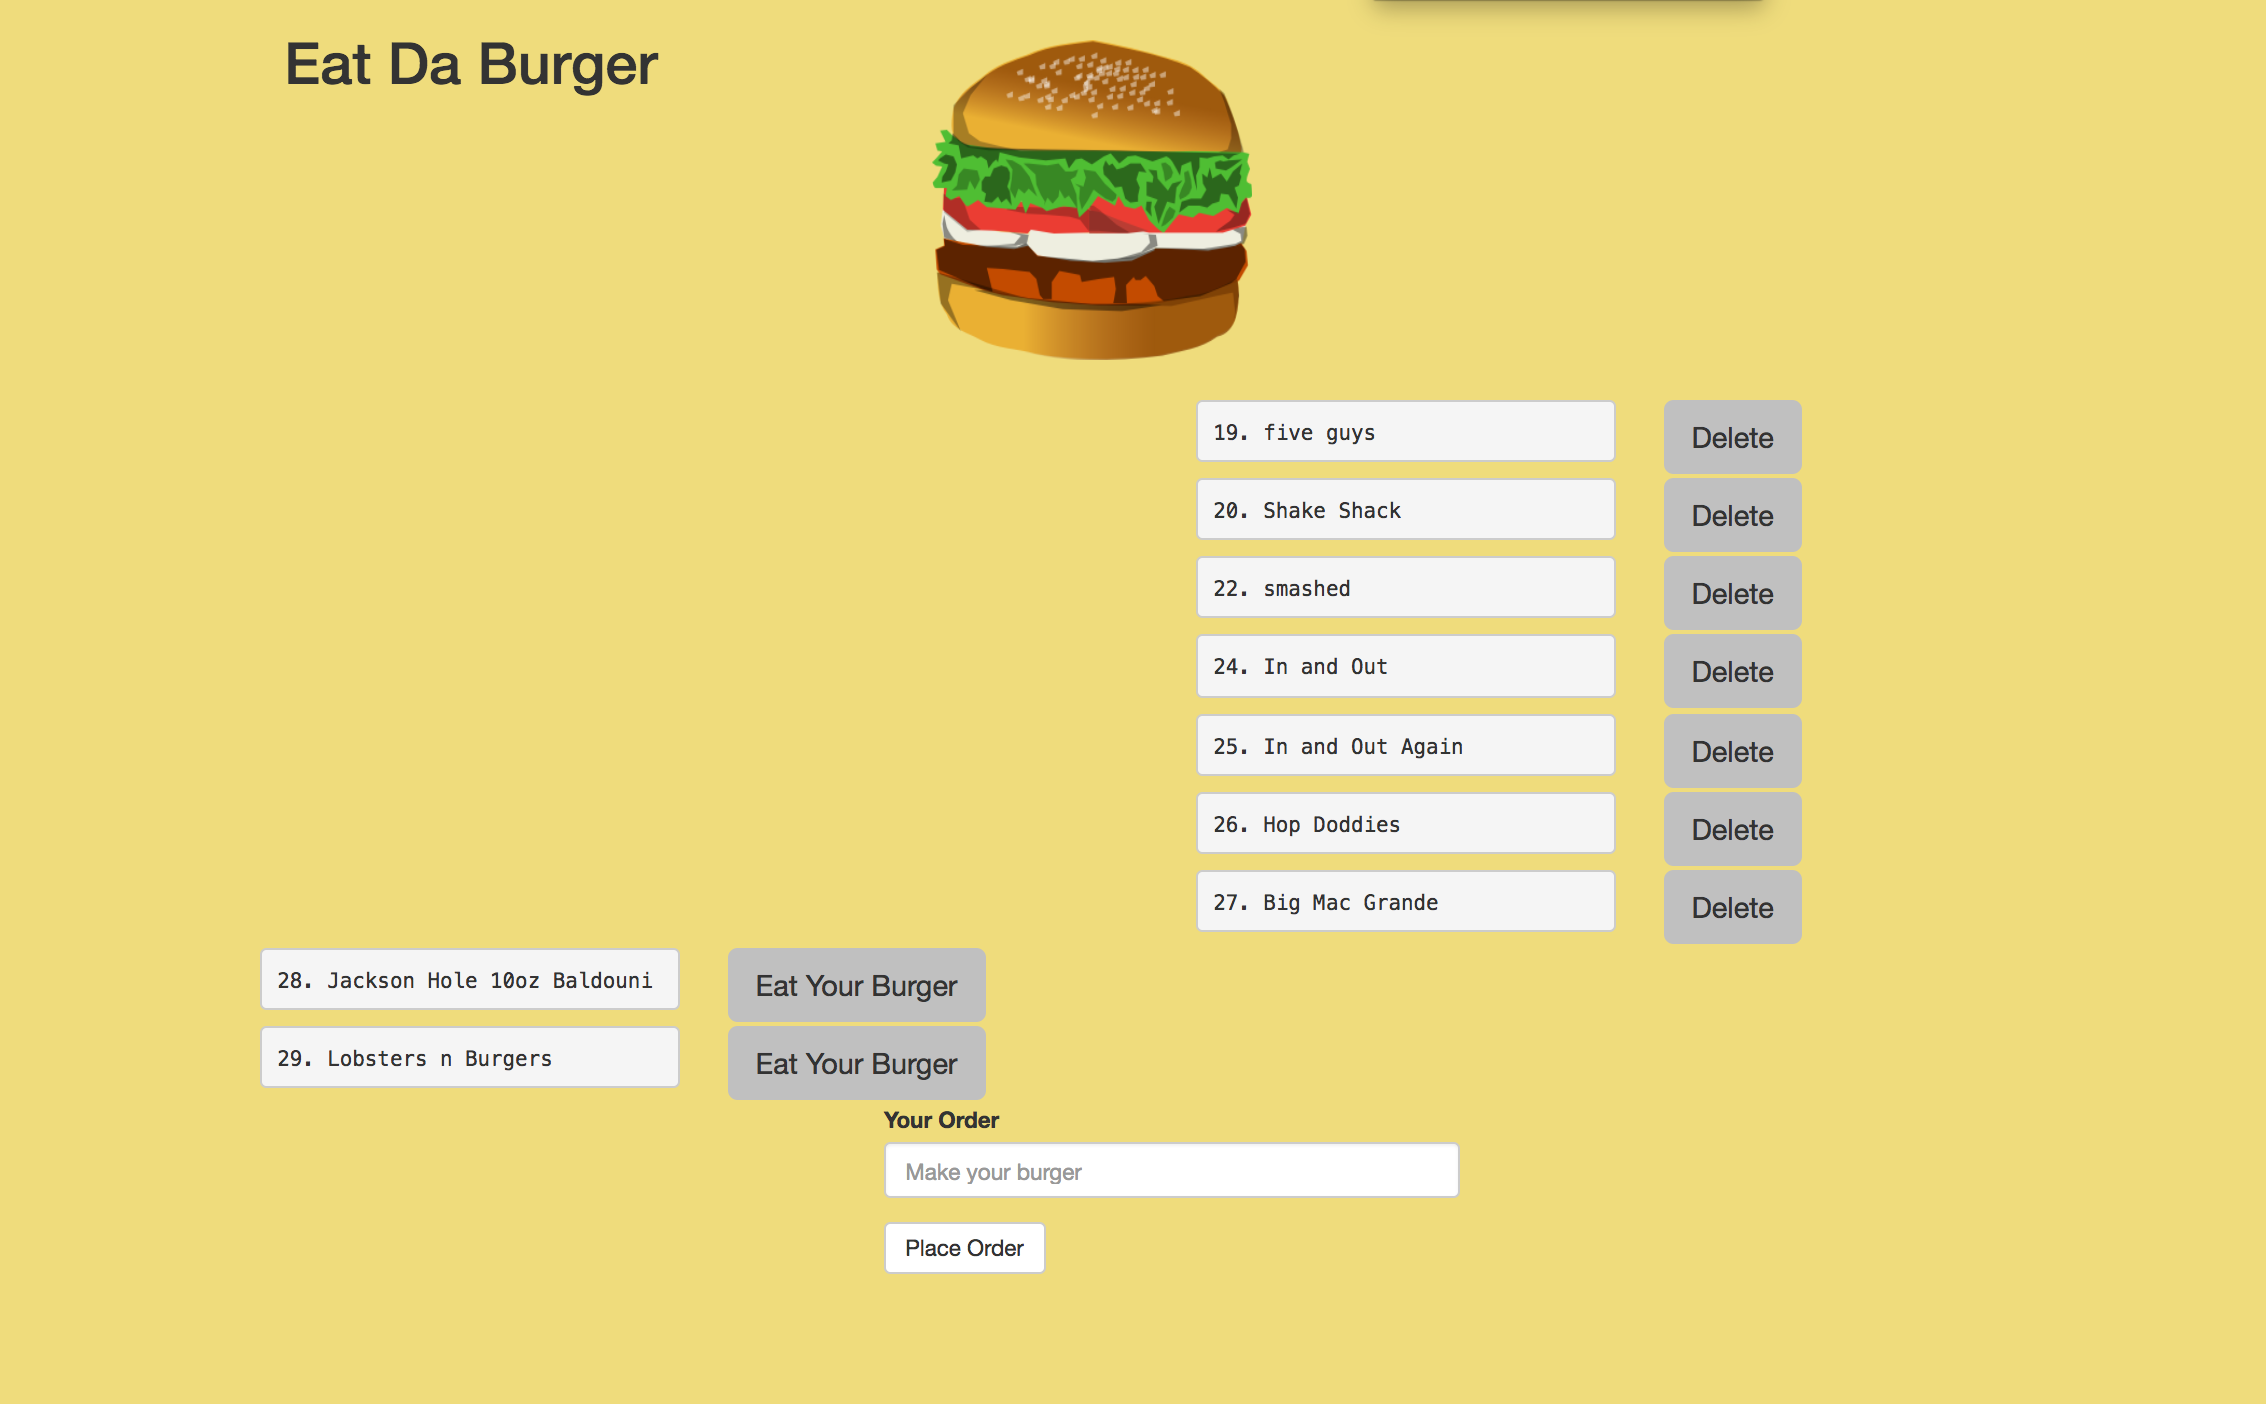 Eat Da Burger
19. five guys Delete
20. Shake Shack Delete
22. smashed Delete
24. In and Out Delete
25. In and Out Again Delete
26. Hop Doddies Delete
27. Big Mac Grande Delete
28. Jackson Hole 10oz Baldouni Eat Your Burger
29. Lobsters n Burgers Eat Your Burger
Your Order
Make your burger
Place Order